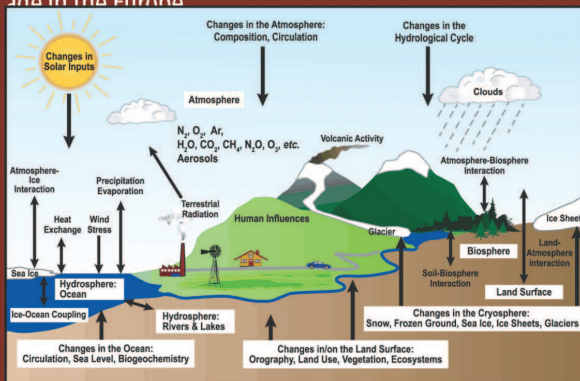 Changes in the Atmosphere:
Composition, Circulation
Changes in the
Hydrological Cycle
Changes in
Solar Inputs
Clouds
Atmosphere
N₂, O₂, Ar,
H₂O, CO₂, CH₄, N₂O, O₃, etc.
Aerosols
Volcanic Activity
Atmosphere-
Ice
Interaction
Precipitation
Evaporation
Atmosphere-Biosphere
Interaction
Terrestrial
Radiation
Heat
Exchange
Wind
Stress
Human Influences
Glacier
Ice Sheet
Biosphere
Land-
Atmosphere
Interaction
Soil-Biosphere
Interaction
Sea Ice
Hydrosphere:
Ocean
Land Surface
Ice-Ocean Coupling
Hydrosphere:
Rivers & Lakes
Changes in the Cryosphere:
Snow, Frozen Ground, Sea Ice, Ice Sheets, Glaciers
Changes in the Ocean:
Circulation, Sea Level, Biogeochemistry
Changes in/on the Land Surface:
Orography, Land Use, Vegetation, Ecosystems